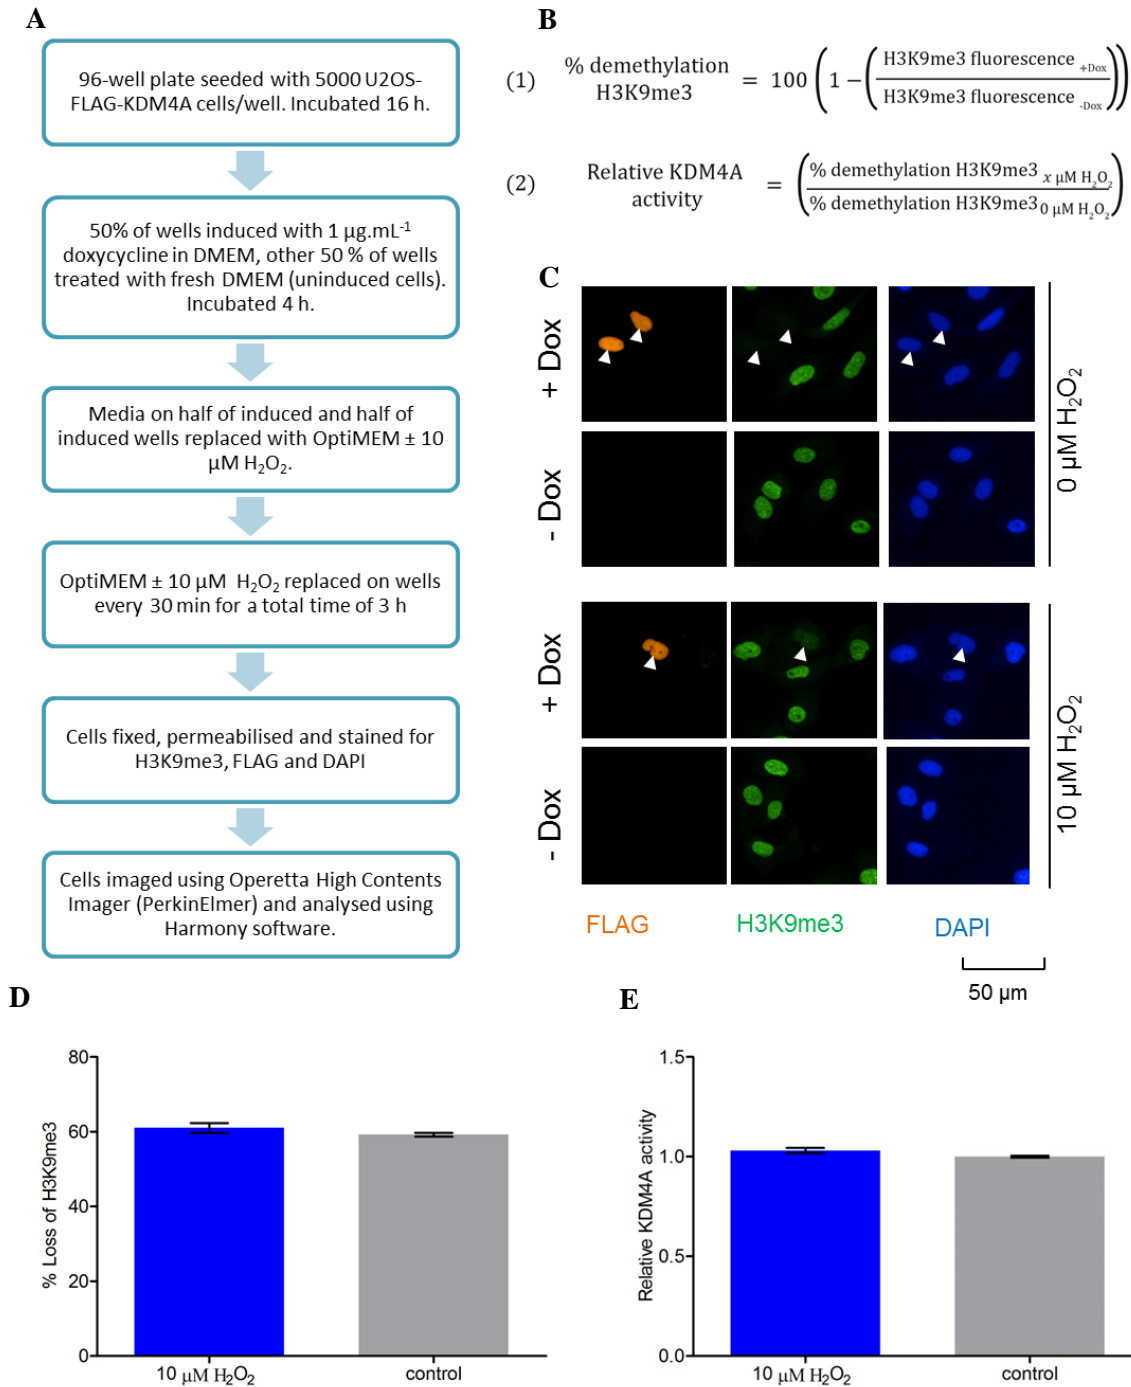 A
96-well plate seeded with 5000 U2OS-
FLAG-KDM4A cells/well. Incubated 16 h.
50% of wells induced with 1 µg.mL⁻¹
doxycycline in DMEM, other 50 % of wells
treated with fresh DMEM (uninduced cells).
Incubated 4 h.
Media on half of induced and half of
induced wells replaced with OptiMEM ± 10
µM H₂O₂.
OptiMEM ± 10 µM H₂O₂ replaced on wells
every 30 min for a total time of 3 h
Cells fixed, permeabilised and stained for
H3K9me3, FLAG and DAPI
Cells imaged using Operetta High Contents
Imager (PerkinElmer) and analysed using
Harmony software.
B
(1) % demethylation H3K9me3 = 100 (1 − (H3K9me3 fluorescence +Dox / H3K9me3 fluorescence -Dox))
(2) Relative KDM4A activity = (% demethylation H3K9me3 x µM H₂O₂ / % demethylation H3K9me3 0 µM H₂O₂)
C
+ Dox
- Dox
0 µM H₂O₂
+ Dox
- Dox
10 µM H₂O₂
FLAG
H3K9me3
DAPI
50 µm
D
% Loss of H3K9me3
80
60
40
20
0
10 µM H₂O₂
control
E
Relative KDM4A activity
1.5
1.0
0.5
0.0
10 µM H₂O₂
control